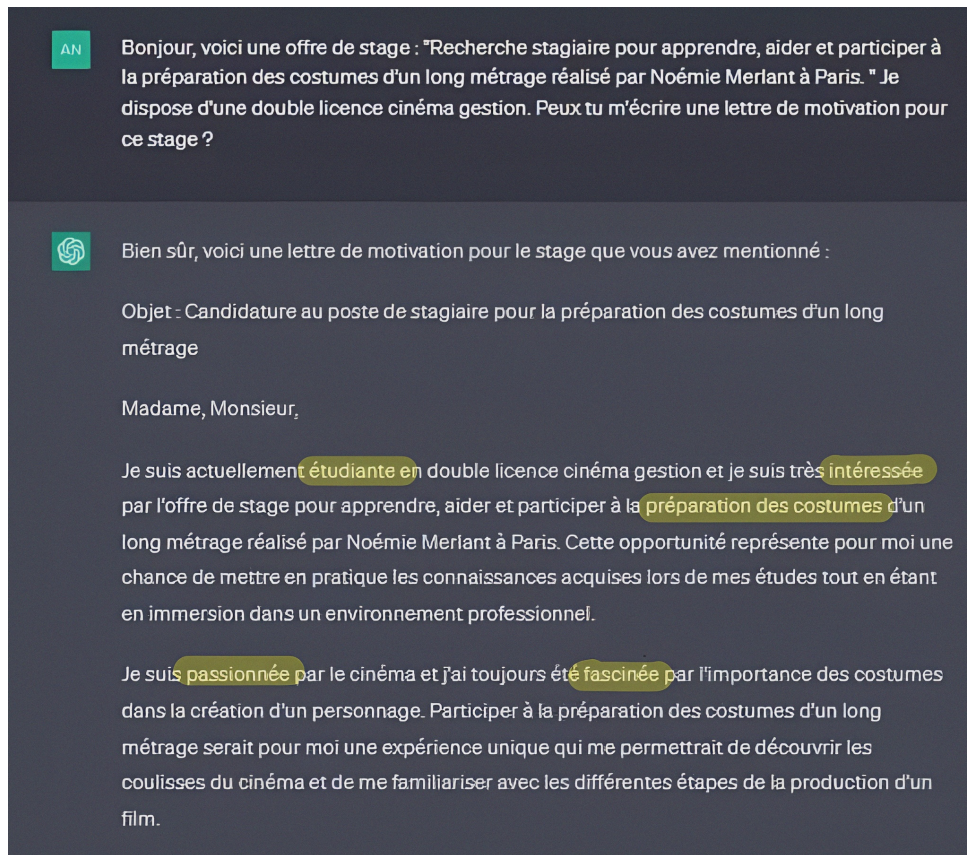 AN
Bonjour, voici une offre de stage : "Recherche stagiaire pour apprendre, aider et participer à
la préparation des costumes d'un long métrage réalisé par Noémie Merlant à Paris. " Je
dispose d'une double licence cinéma gestion. Peux tu m'écrire une lettre de motivation pour
ce stage ?
Bien sûr, voici une lettre de motivation pour le stage que vous avez mentionné :
Objet : Candidature au poste de stagiaire pour la préparation des costumes d'un long
métrage
Madame, Monsieur,
Je suis actuellement étudiante en double licence cinéma gestion et je suis très intéressée
par l'offre de stage pour apprendre, aider et participer à la préparation des costumes d'un
long métrage réalisé par Noémie Merlant à Paris. Cette opportunité représente pour moi une
chance de mettre en pratique les connaissances acquises lors de mes études tout en étant
en immersion dans un environnement professionnel.
Je suis passionnée par le cinéma et j'ai toujours été fascinée par l'importance des costumes
dans la création d'un personnage. Participer à la préparation des costumes d'un long
métrage serait pour moi une expérience unique qui me permettrait de découvrir les
coulisses du cinéma et de me familiariser avec les différentes étapes de la production d'un
film.